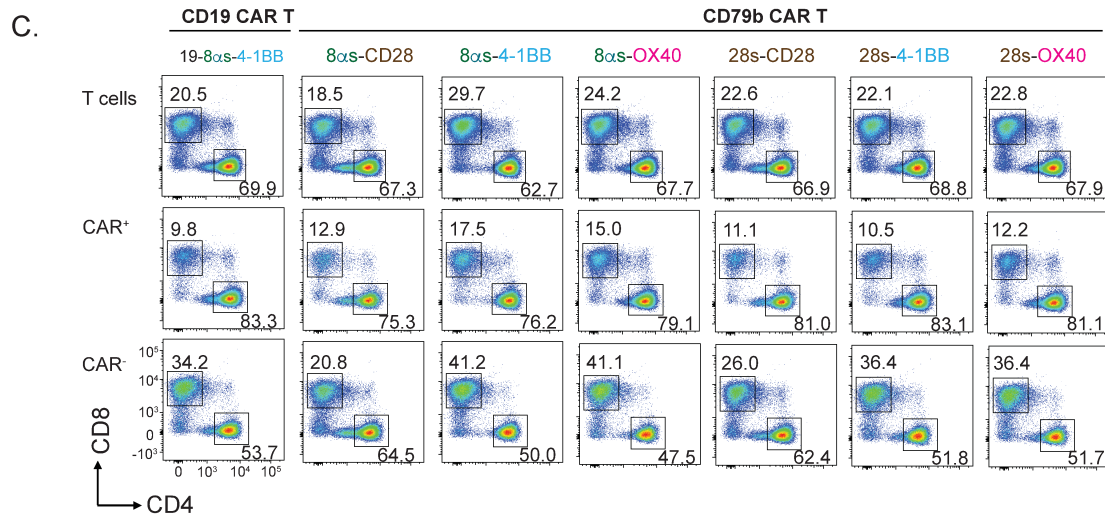 C.
CD19 CAR T CD79b CAR T
19-8αs-4-1BB 8αs-CD28 8αs-4-1BB 8αs-OX40 28s-CD28 28s-4-1BB 28s-OX40
T cells 20.5 18.5 29.7 24.2 22.6 22.1 22.8
69.9 67.3 62.7 67.7 66.9 68.8 67.9
CAR⁺ 9.8 12.9 17.5 15.0 11.1 10.5 12.2
83.3 75.3 76.2 79.1 81.0 83.1 81.1
CAR⁻ 10⁵ 34.2 20.8 41.2 41.1 26.0 36.4 36.4
10⁴
10³
0
-10³
53.7 64.5 50.0 47.5 62.4 51.8 51.7
0 10³ 10⁴ 10⁵
CD8
CD4